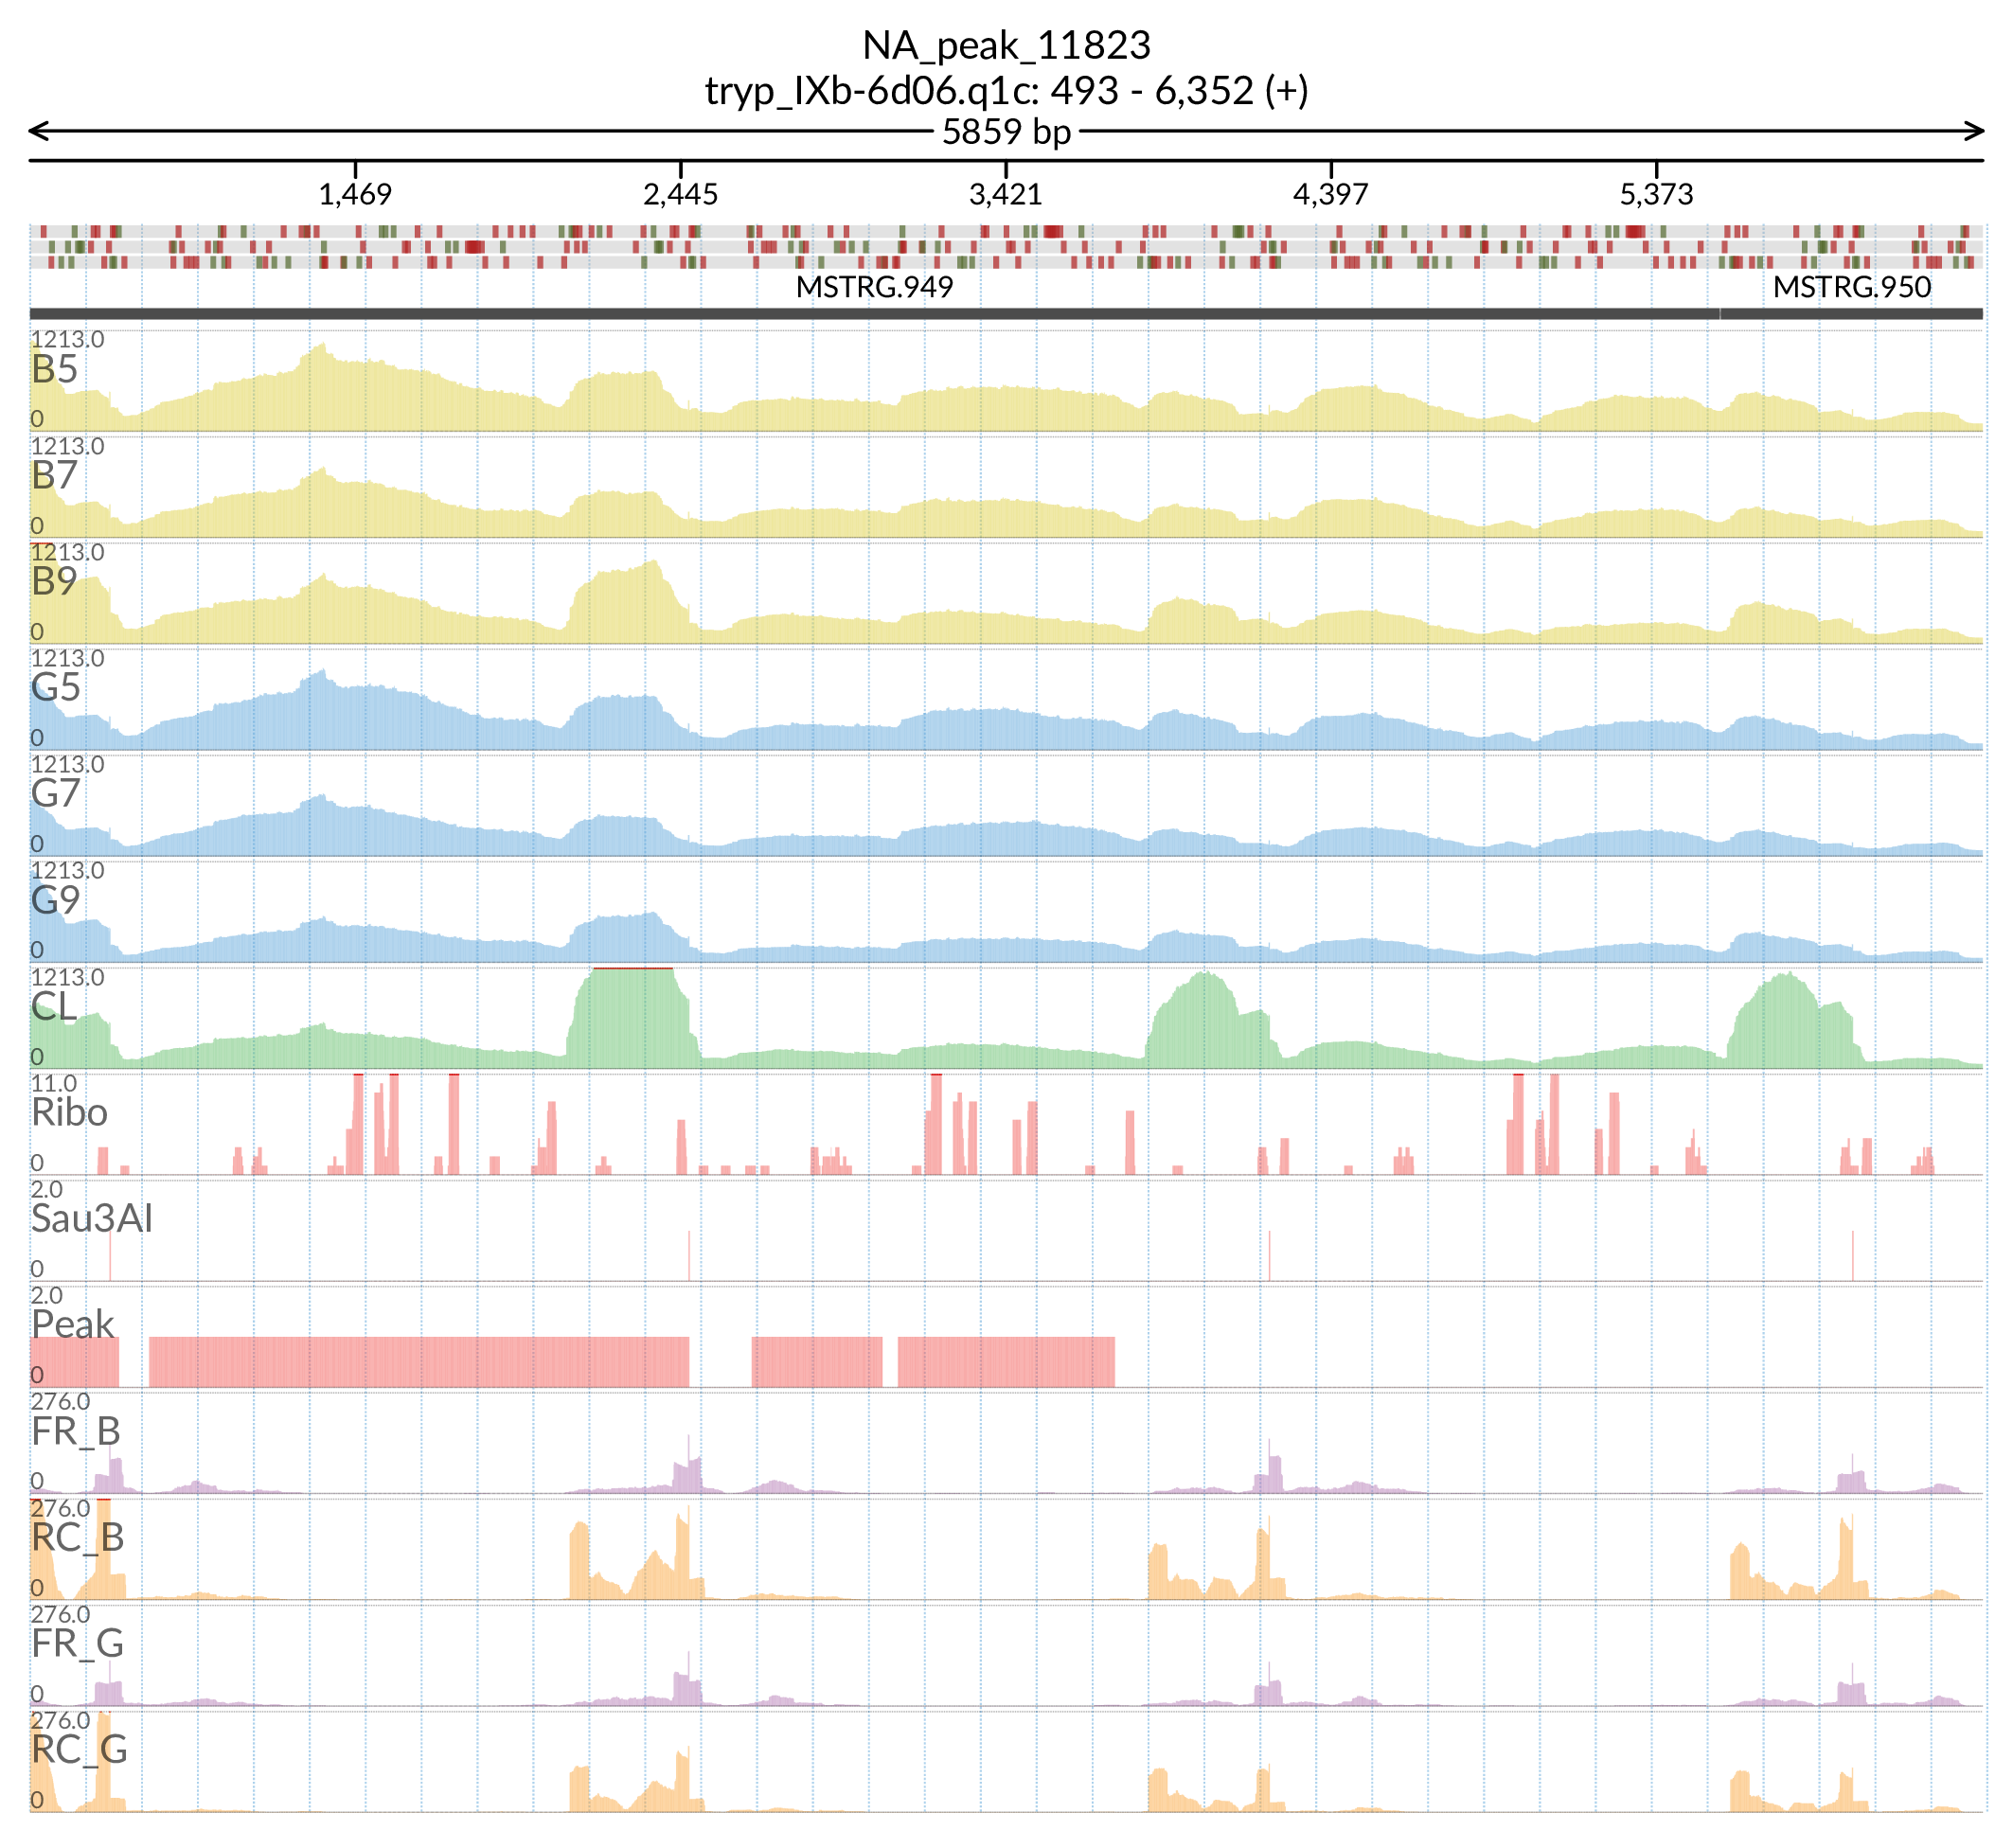 NA_peak_11823
tryp_IXb-6d06.q1c: 493 - 6,352 (+)
5859 bp
1,469 2,445 3,421 4,397 5,373
MSTRG.949 MSTRG.950
1213.0
B5
0
1213.0
B7
0
1213.0
B9
0
1213.0
G5
0
1213.0
G7
0
1213.0
G9
0
1213.0
CL
0
11.0
Ribo
0
2.0
Sau3AI
0
2.0
Peak
0
276.0
FR_B
0
276.0
RC_B
0
276.0
FR_G
0
276.0
RC_G
0